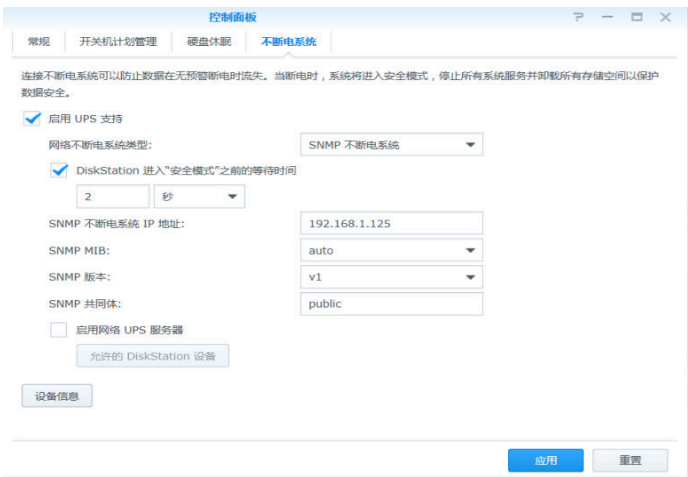 控制面板
常规 开关机计划管理 硬盘休眠 不断电系统
连接不断电系统可以防止数据在无预警断电时流失。当断电时，系统将进入安全模式，停止所有系统服务并卸载所有存储空间以保护
数据安全。
启用 UPS 支持
网络不断电系统类型: SNMP 不断电系统
DiskStation 进入"安全模式"之前的等待时间
2 秒
SNMP 不断电系统 IP 地址: 192.168.1.125
SNMP MIB: auto
SNMP 版本: v1
SNMP 共同体: public
启用网络 UPS 服务器
允许的 DiskStation 设备
设备信息
应用 重置